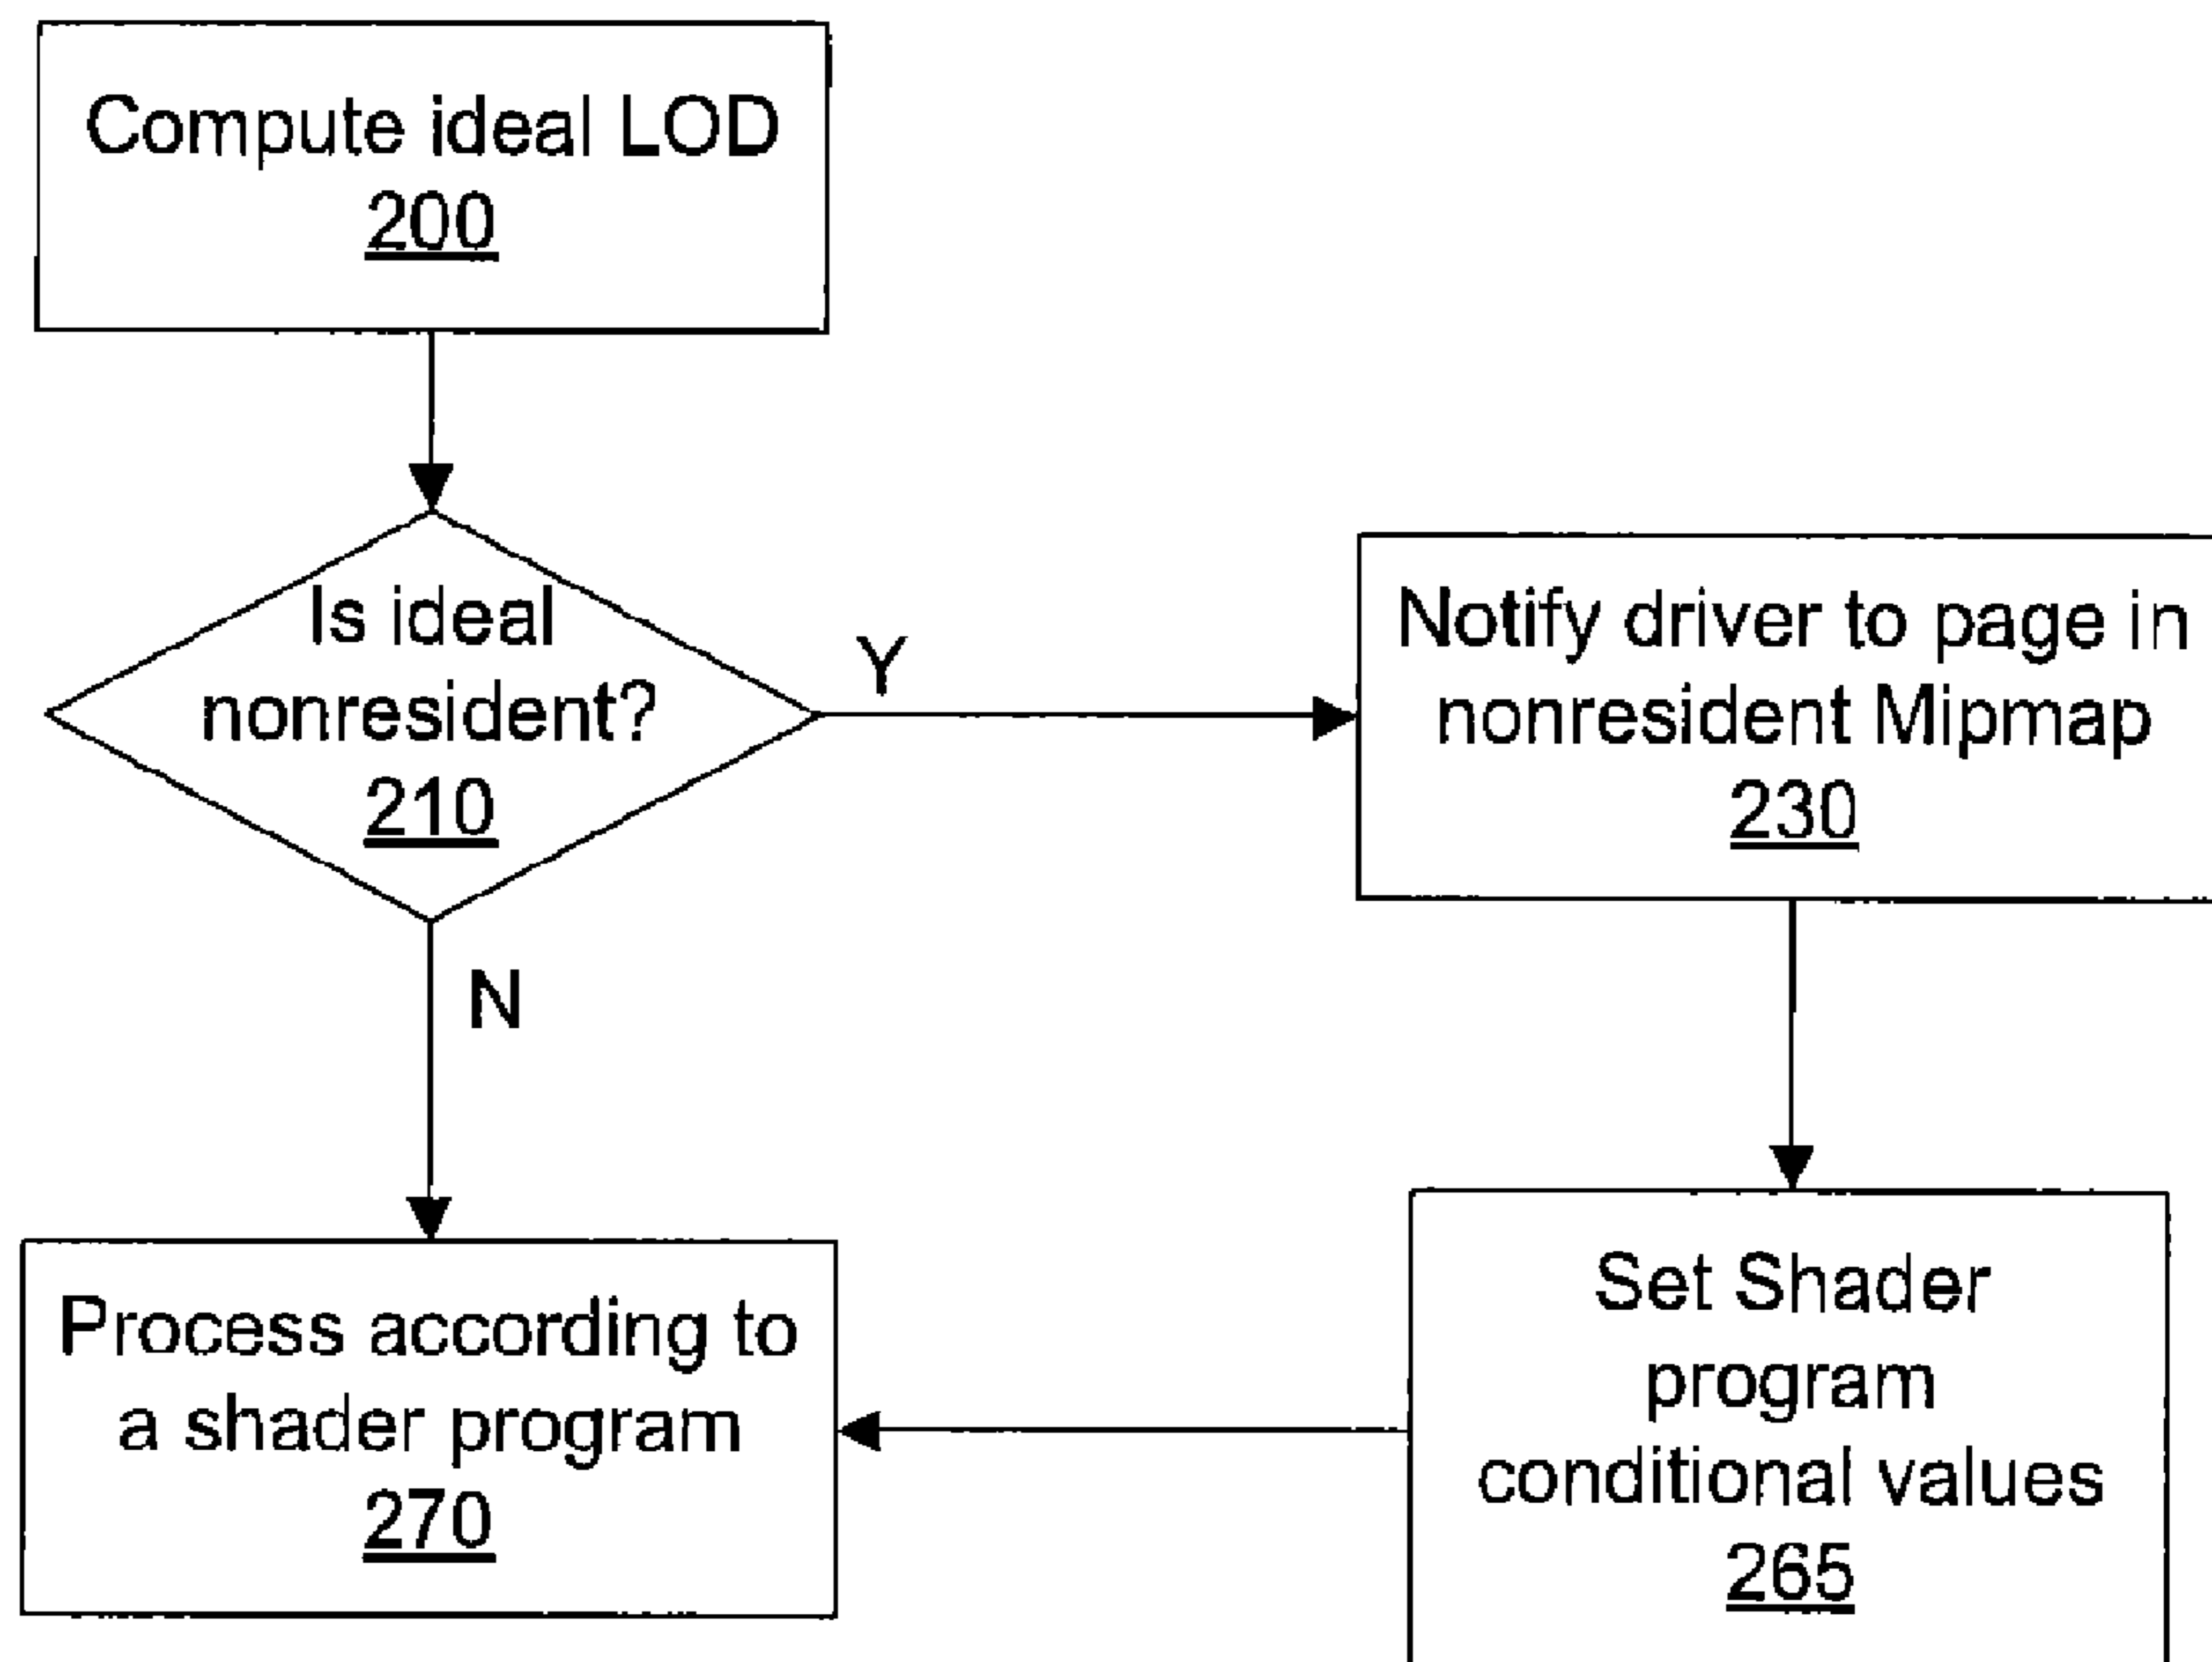 Compute ideal LOD
200
Is ideal
nonresident?
210
Y
Notify driver to page in
nonresident Mipmap
230
N
Set Shader
program
conditional values
265
Process according to
a shader program
270